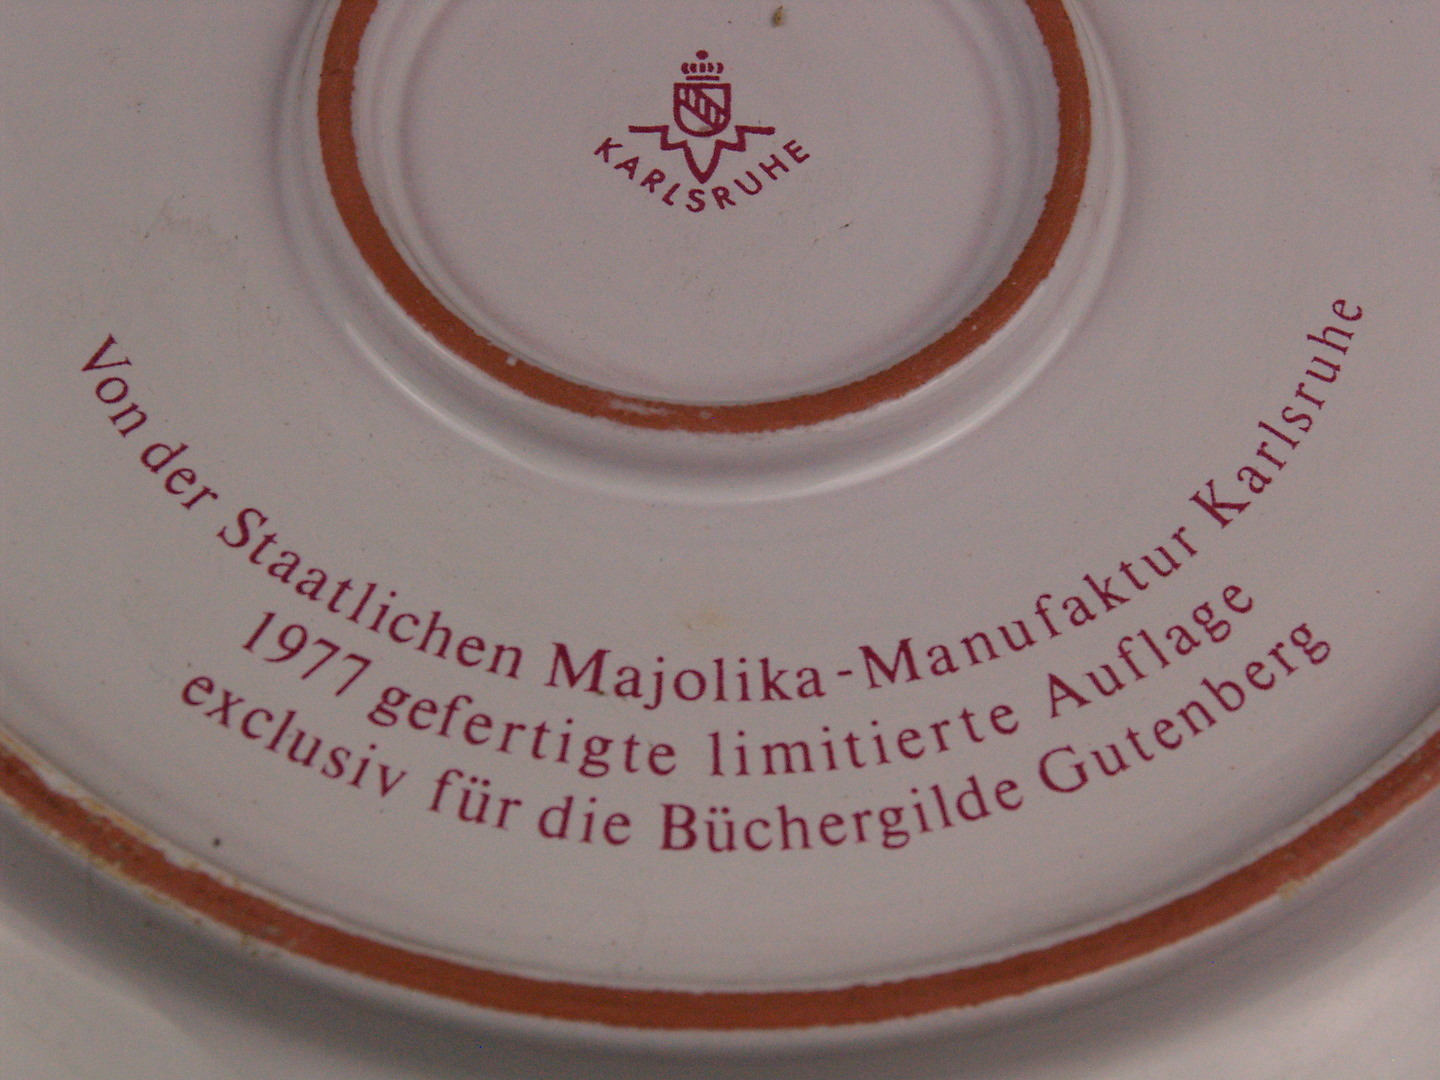 KARLSRUHE
Von der Staatlichen Majolika-Manufaktur Karlsruhe
1977 gefertigte limitierte Auflage
exclusiv für die Büchergilde Gutenberg